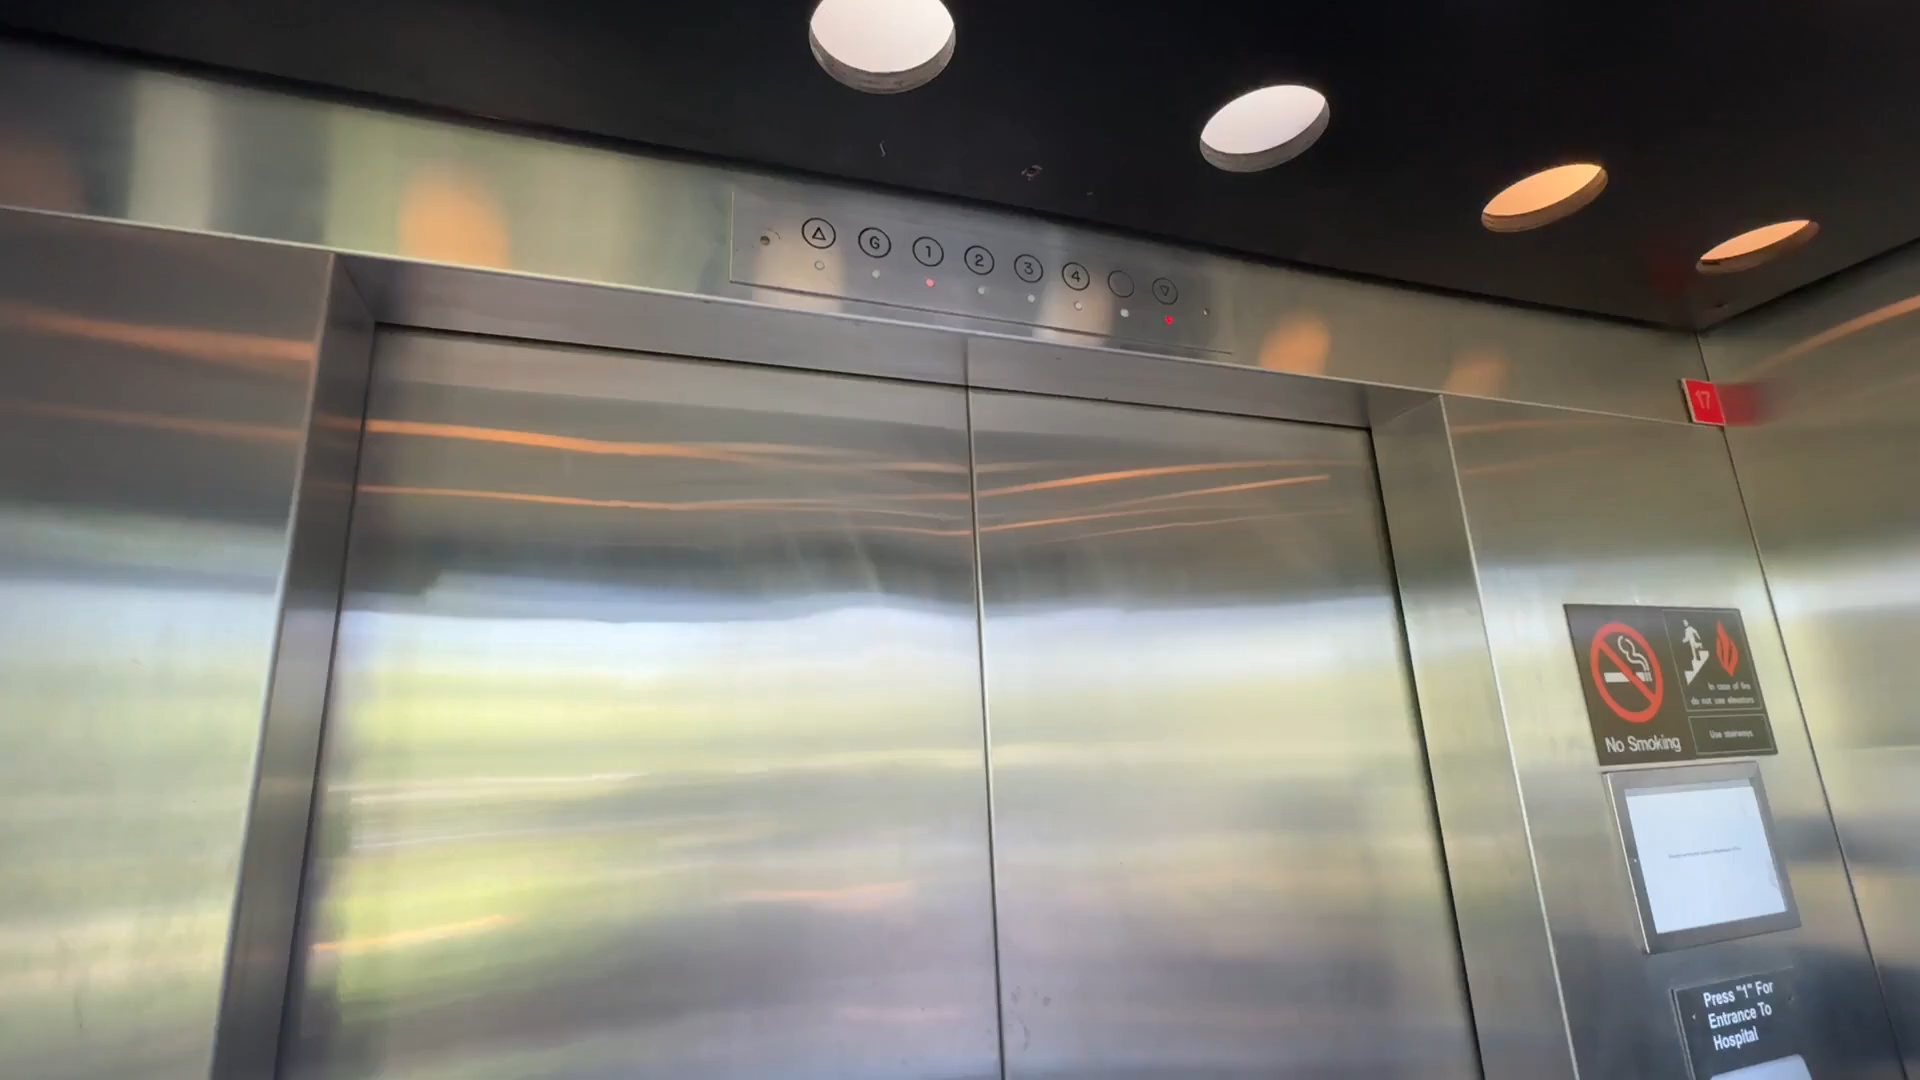 G 1 2 3 4
17
No Smoking
In case of fire
do not use elevators
Use stairways
Press "1" For
Entrance To
Hospital